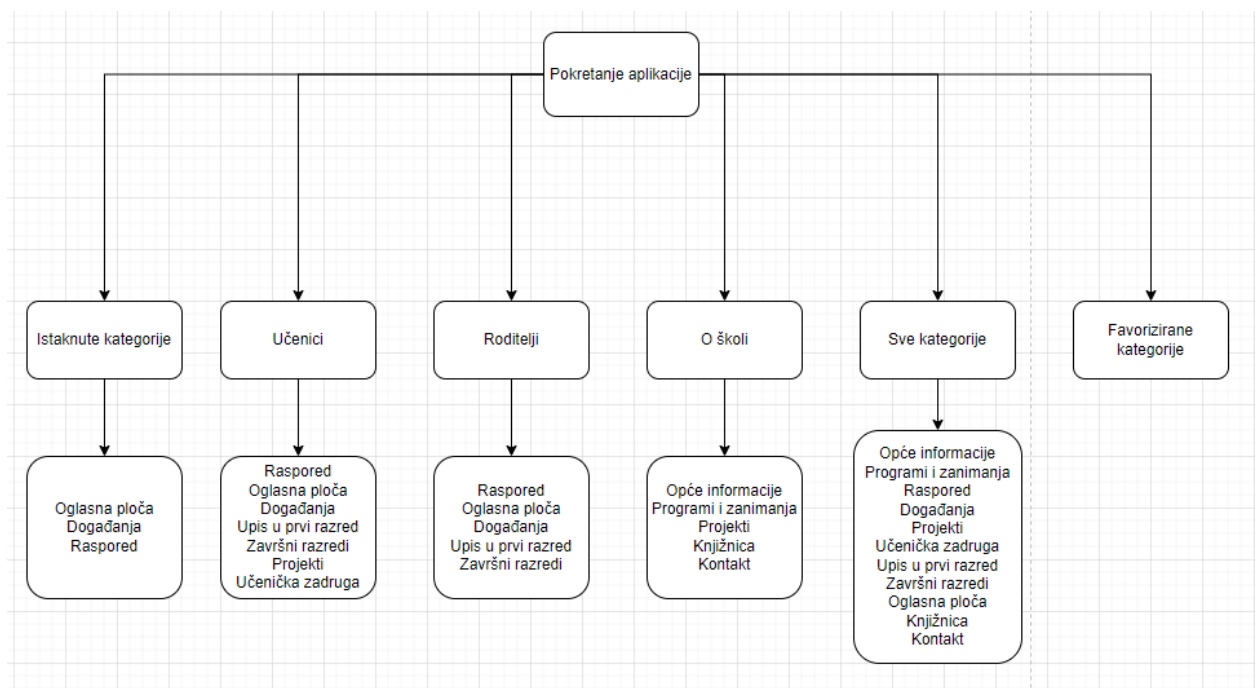 Pokretanje aplikacije
Istaknute kategorije
Učenici
Roditelji
O školi
Sve kategorije
Favorizirane
kategorije
Oglasna ploča
Događanja
Raspored
Raspored
Oglasna ploča
Događanja
Upis u prvi razred
Završni razredi
Projekti
Učenička zadruga
Raspored
Oglasna ploča
Događanja
Upis u prvi razred
Završni razredi
Opće informacije
Programi i zanimanja
Projekti
Knjižnica
Kontakt
Opće informacije
Programi i zanimanja
Raspored
Događanja
Projekti
Učenička zadruga
Upis u prvi razred
Završni razredi
Oglasna ploča
Knjižnica
Kontakt